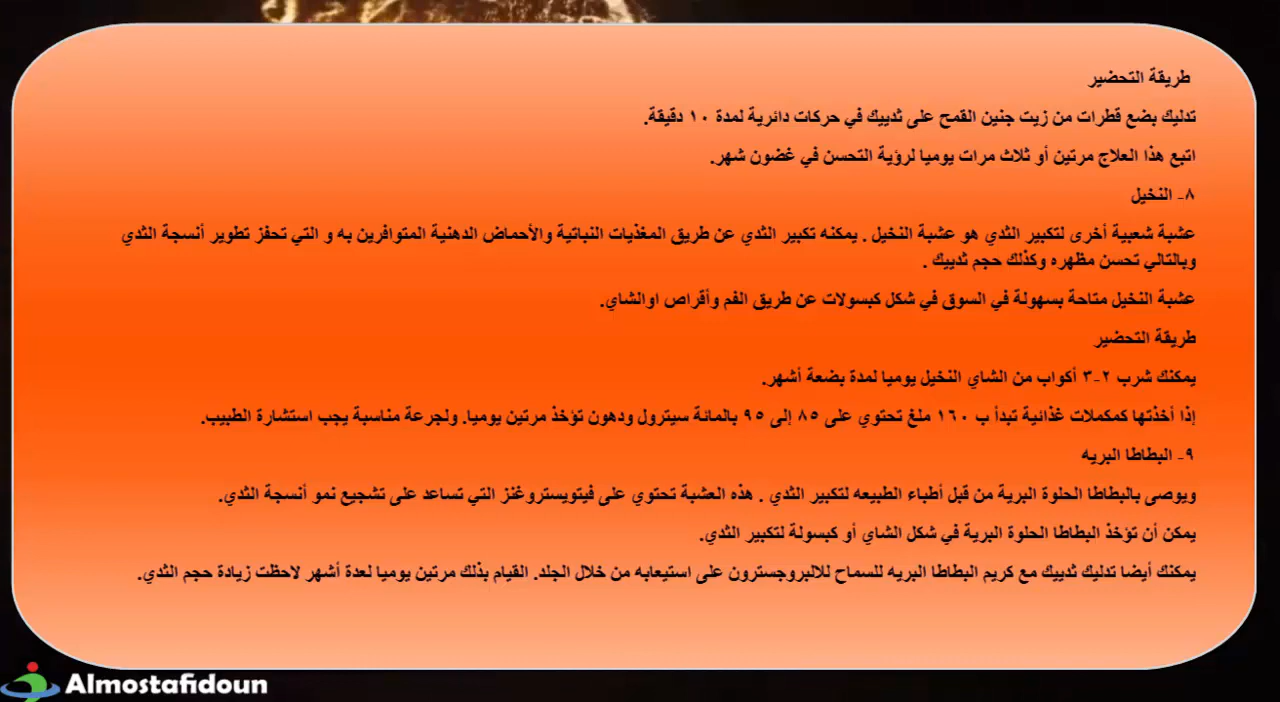 طريقة التحضير
تدليك بضع قطرات من زيت جنين القمح على ثدييك في حركات دائرية لمدة ١٠ دقيقة.
اتبع هذا العلاج مرتين أو ثلاث مرات يوميا لرؤية التحسن في غضون شهر.
٨- النخيل
عشبة شعبية أخرى لتكبير الثدي هو عشبة النخيل . يمكنه تكبير الثدي عن طريق المغذيات النباتية والأحماض الدهنية المتوافرين به و التي تحفز تطوير أنسجة الثدي
وبالتالي تحسن مظهره وكذلك حجم ثدييك .
عشبة النخيل متاحة بسهولة في السوق في شكل كبسولات عن طريق الفم وأقراص اوالشاي.
طريقة التحضير
يمكنك شرب ٢-٣ أكواب من الشاي النخيل يوميا لمدة بضعة أشهر.
إذا أخذتها كمكملات غذائية تبدأ ب ١٦٠ ملغ تحتوي على ٨٥ إلى ٩٥ بالمائة سيترول ودهون تؤخذ مرتين يوميا. ولجرعة مناسبة يجب استشارة الطبيب.
٩- البطاطا البريه
ويوصى بالبطاطا الحلوة البرية من قبل أطباء الطبيعه لتكبير الثدي . هذه العشبة تحتوي على فيتويستروغنز التي تساعد على تشجيع نمو أنسجة الثدي.
يمكن أن تؤخذ البطاطا الحلوة البرية في شكل الشاي أو كبسولة لتكبير الثدي.
يمكنك أيضا تدليك ثدييك مع كريم البطاطا البريه للسماح للالبروجسترون على استيعابه من خلال الجلد. القيام بذلك مرتين يوميا لعدة أشهر لاحظت زيادة حجم الثدي.
Almostafidoun